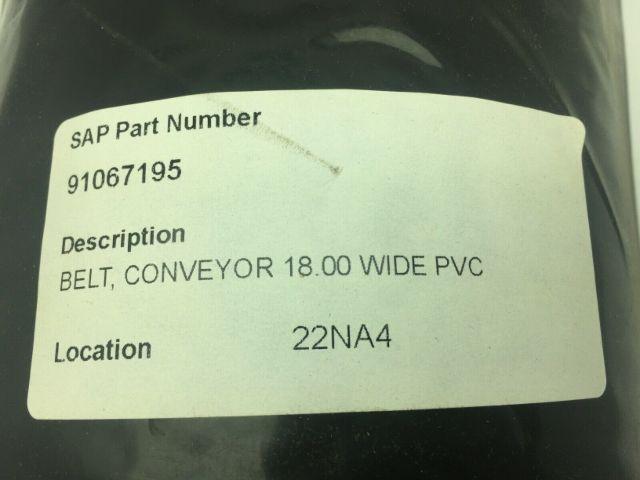 SAP Part Number
91067195
Description
BELT, CONVEYOR 18.00 WIDE PVC
Location 22NA4